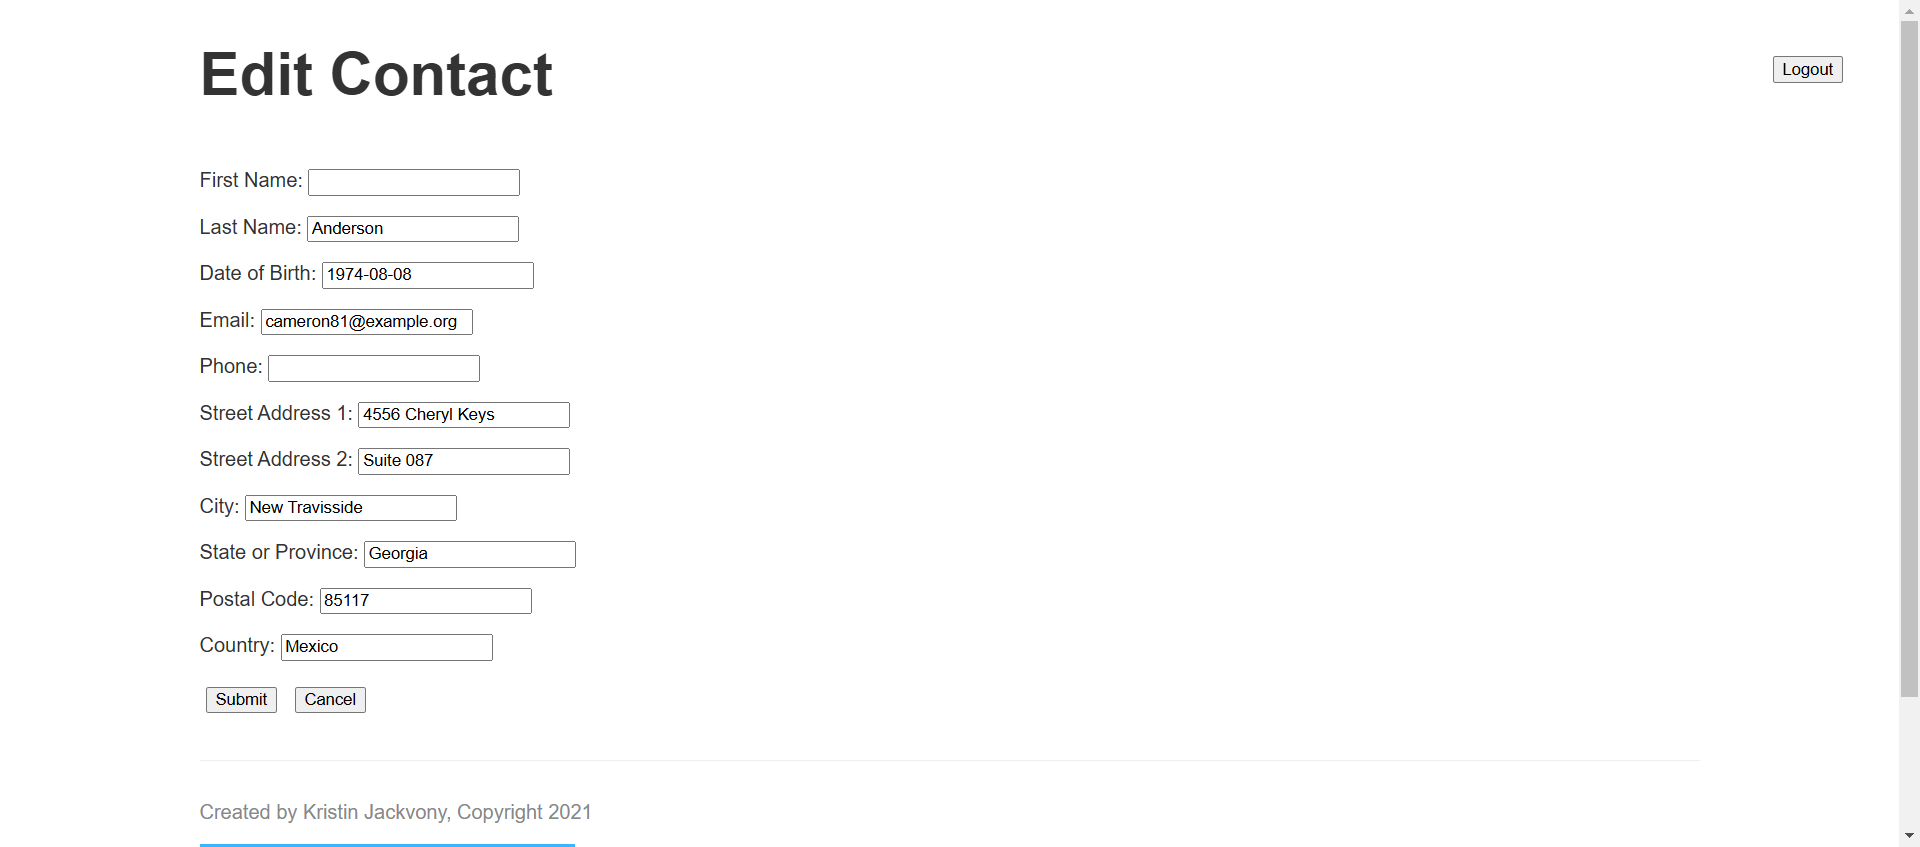 Edit Contact
Logout
First Name:
Last Name: Anderson
Date of Birth: 1974-08-08
Email: cameron81@example.org
Phone:
Street Address 1: 4556 Cheryl Keys
Street Address 2: Suite 087
City: New Travisside
State or Province: Georgia
Postal Code: 85117
Country: Mexico
Submit Cancel
Created by Kristin Jackvony, Copyright 2021